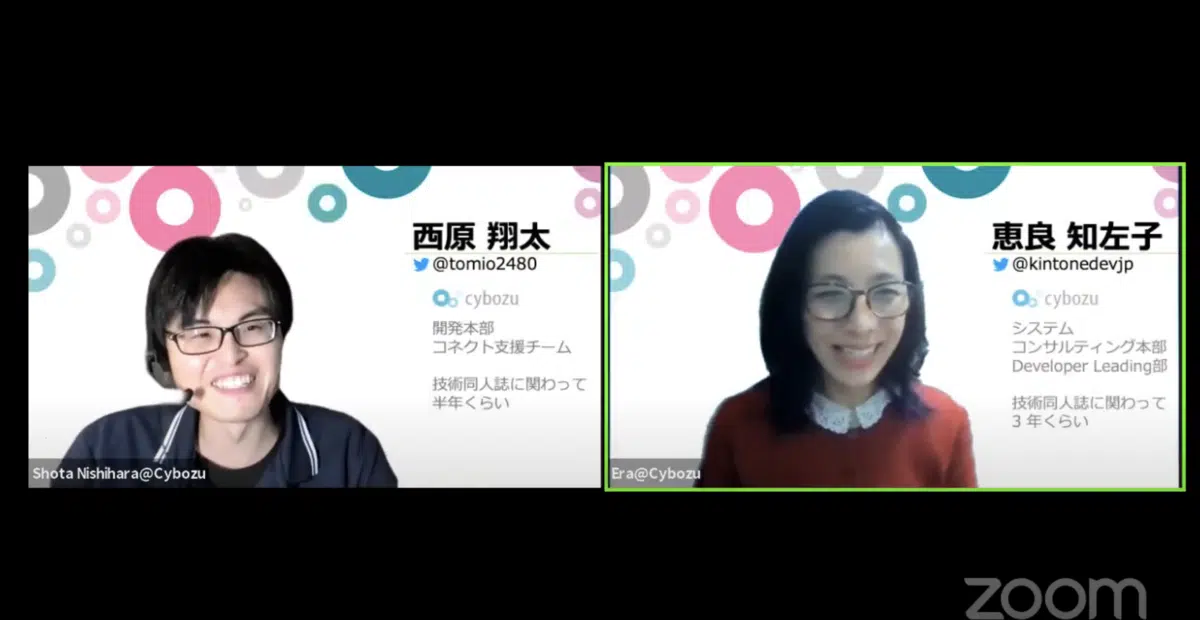 西原 翔太
@tomio2480
cybozu
開発本部
コネクト支援チーム
技術同人誌に関わって
半年くらい
Shota Nishihara@Cybozu
恵良 知左子
@kintonedevjp
cybozu
システム
コンサルティング本部
Developer Leading部
技術同人誌に関わって
3 年くらい
Era@Cybozu
zoom